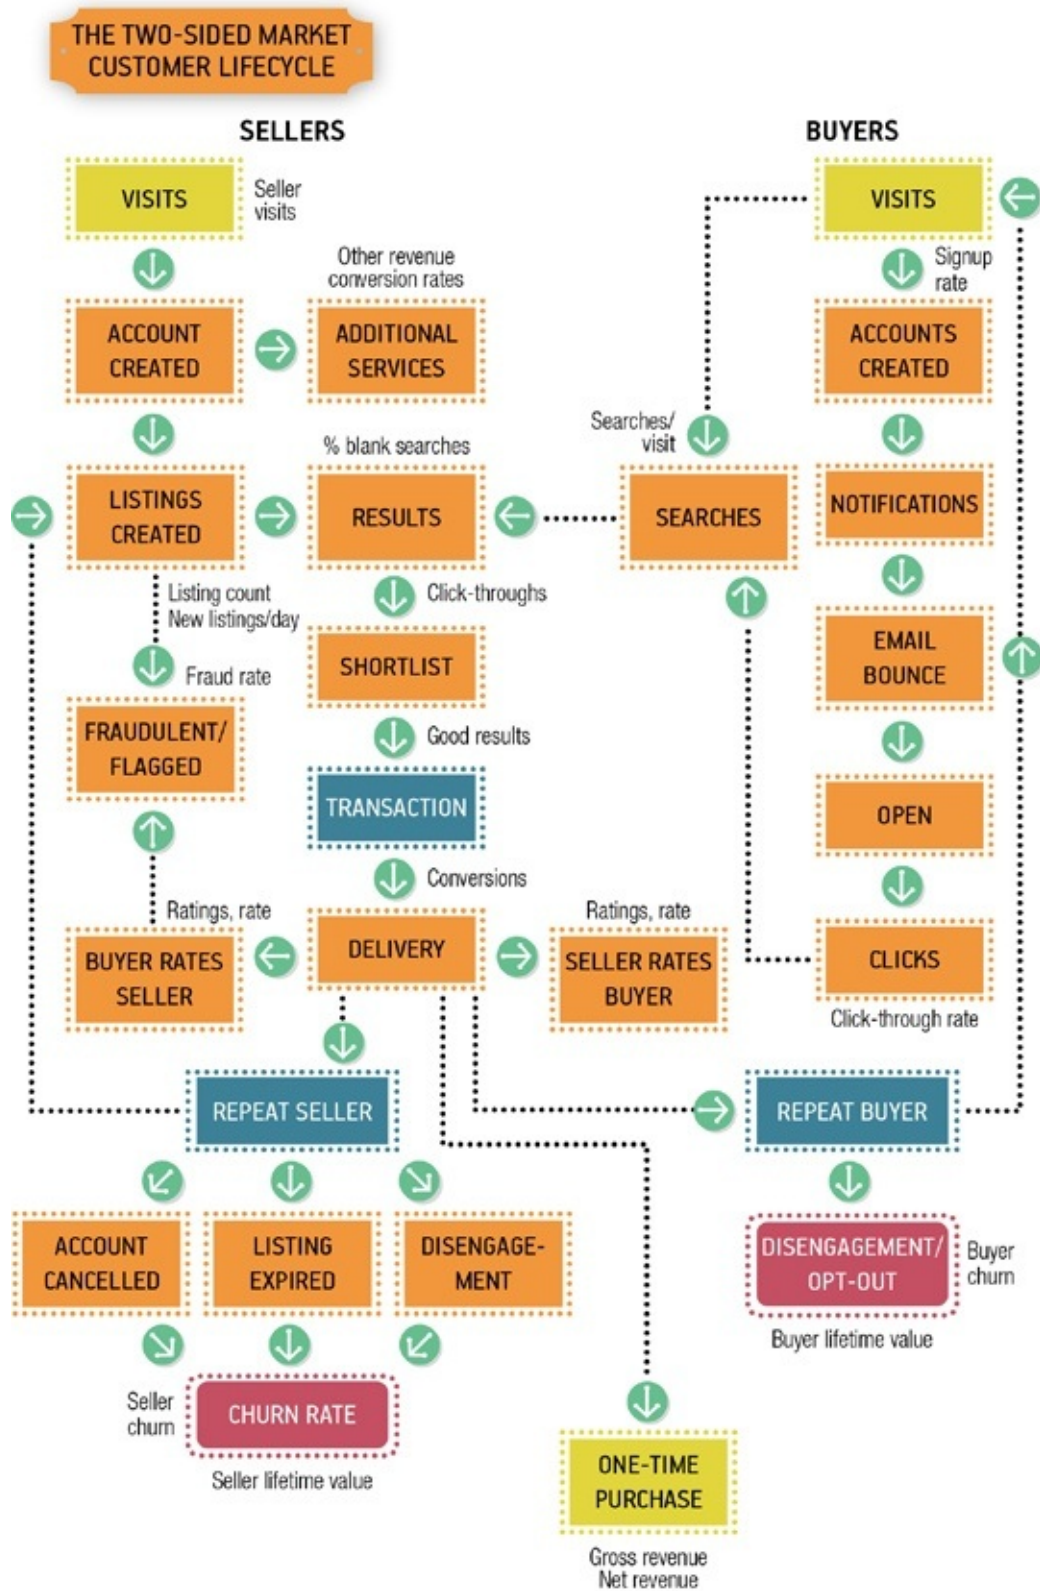 THE TWO-SIDED MARKET
CUSTOMER LIFECYCLE
SELLERS
BUYERS
VISITS
Seller
visits
VISITS
Signup
rate
Other revenue
conversion rates
ACCOUNT
CREATED
ADDITIONAL
SERVICES
ACCOUNTS
CREATED
Searches/
visit
% blank searches
LISTINGS
CREATED
RESULTS
SEARCHES
NOTIFICATIONS
Listing count
New listings/day
Click-throughs
Fraud rate
SHORTLIST
EMAIL
BOUNCE
FRAUDULENT/
FLAGGED
Good results
TRANSACTION
OPEN
Conversions
Ratings, rate
Ratings, rate
BUYER RATES
SELLER
DELIVERY
SELLER RATES
BUYER
CLICKS
Click-through rate
REPEAT SELLER
REPEAT BUYER
ACCOUNT
CANCELLED
LISTING
EXPIRED
DISENGAGE-
MENT
DISENGAGEMENT/
OPT-OUT
Buyer
churn
Buyer lifetime value
Seller
churn
CHURN RATE
Seller lifetime value
ONE-TIME
PURCHASE
Gross revenue
Net revenue